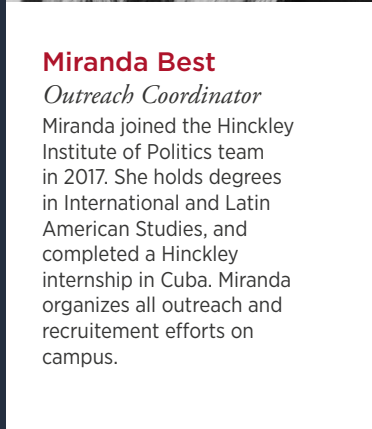 Miranda Best
Outreach Coordinator
Miranda joined the Hinckley
Institute of Politics team
in 2017. She holds degrees
in International and Latin
American Studies, and
completed a Hinckley
internship in Cuba. Miranda
organizes all outreach and
recruitement efforts on
campus.